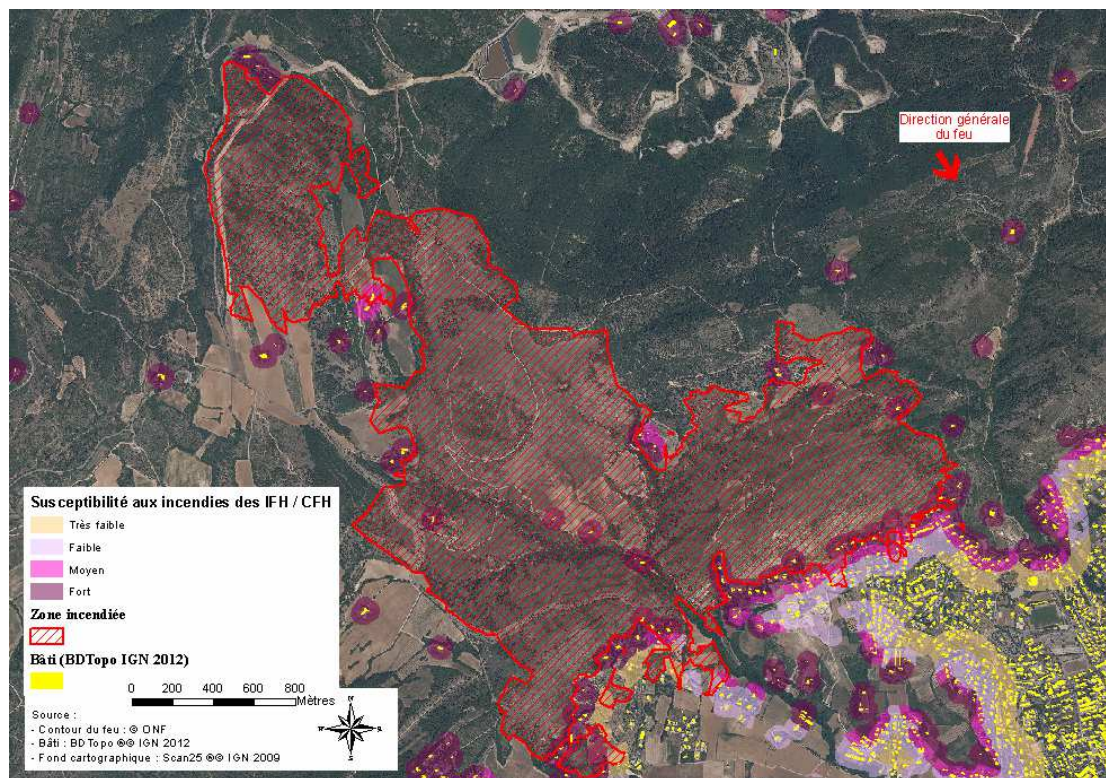 Direction générale
du feu
Susceptibilité aux incendies des IFH / CFH
Très faible
Faible
Moyen
Fort
Zone incendiée
Bâti (BDTopo IGN 2012)
0 200 400 600 800
Mètres
Source :
- Contour du feu : © ONF
- Bâti : BDTopo ®© IGN 2012
- Fond cartographique : Scan25 ®© IGN 2009